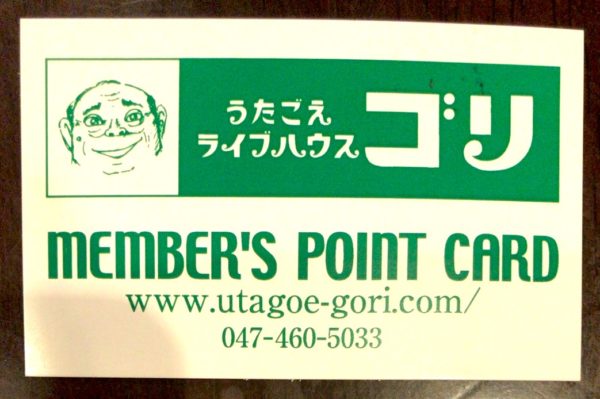 うたごえ
ライブハウス ゴリ
MEMBER'S POINT CARD
www.utagoe-gori.com/
047-460-5033